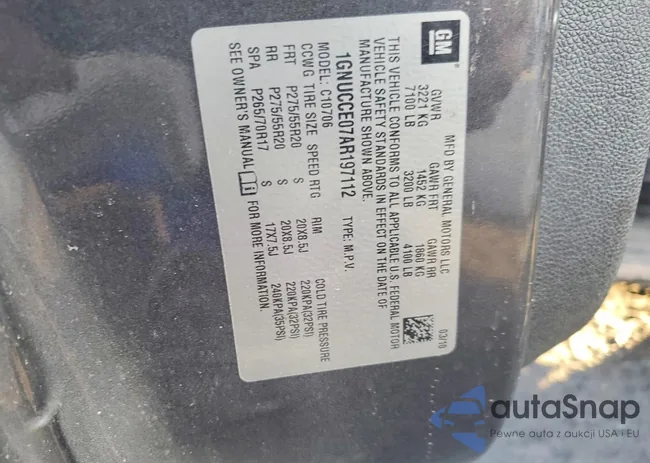 GM
MFD BY GENERAL MOTORS LLC
GVWR GAWR FRT GAWR RR
3221 KG 1452 KG 1860 KG
7100 LB 3200 LB 4100 LB
03/10
THIS VEHICLE CONFORMS TO ALL APPLICABLE U.S. FEDERAL MOTOR
VEHICLE SAFETY STANDARDS IN EFFECT ON THE DATE OF
MANUFACTURE SHOWN ABOVE.
1GNUCCE07AR197112 TYPE: M.P.V.
MODEL: C10706
CCWG TIRE SIZE SPEED RTG RIM COLD TIRE PRESSURE
FRT P275/55R20 S 20X8.5J 220KPA(32PSI)
RR P275/55R20 S 20X8.5J 220KPA(32PSI)
SPA P265/70R17 S 17X7.5J 240KPA(35PSI)
SEE OWNER'S MANUAL FOR MORE INFORMATION.
autaSnap
Pewne auta z aukcji USA i EU